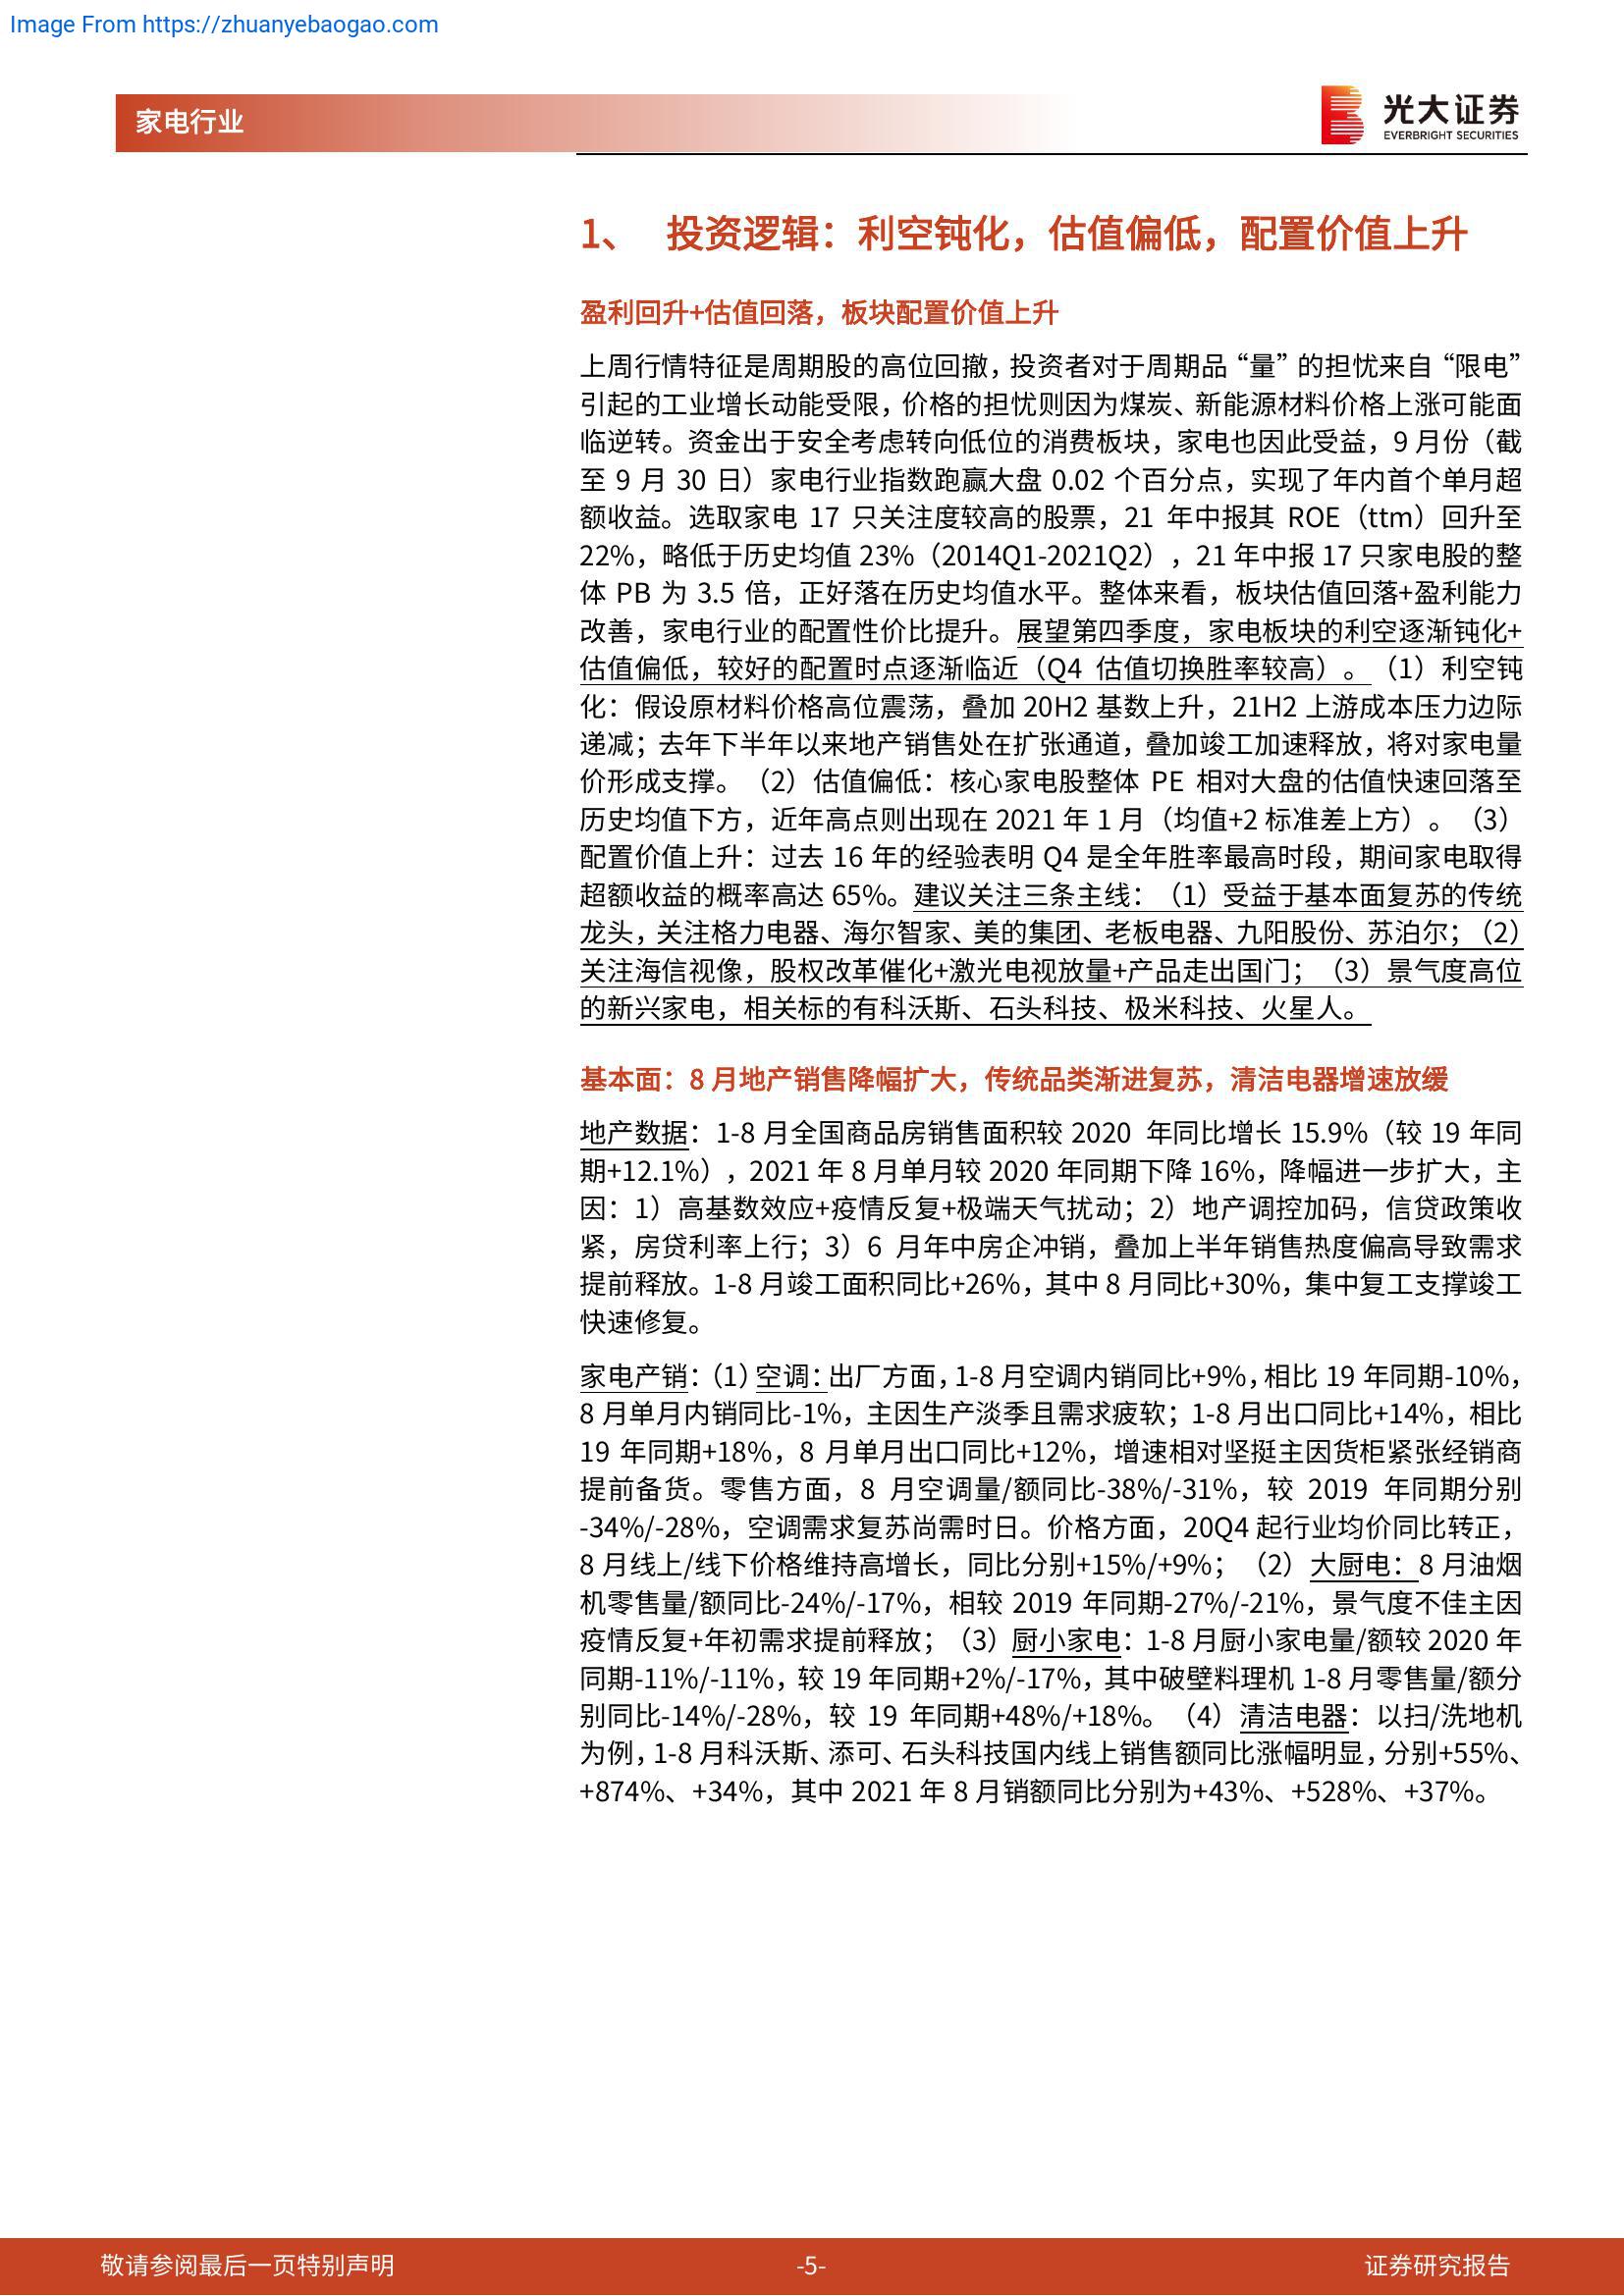 Image From https://zhuanyebaogao.com
家电行业
光大证券
EVERBRIGHT SECURITIES
1、 投资逻辑：利空钝化，估值偏低，配置价值上升
盈利回升+估值回落，板块配置价值上升
上周行情特征是周期股的高位回撤，投资者对于周期品“量”的担忧来自“限电”
引起的工业增长动能受限，价格的担忧则因为煤炭、新能源材料价格上涨可能面
临逆转。资金出于安全考虑转向低位的消费板块，家电也因此受益，9 月份（截
至 9 月 30 日）家电行业指数跑赢大盘 0.02 个百分点，实现了年内首个单月超
额收益。选取家电 17 只关注度较高的股票，21 年中报其 ROE（ttm）回升至
22%，略低于历史均值 23%（2014Q1-2021Q2），21 年中报 17 只家电股的整
体 PB 为 3.5 倍，正好落在历史均值水平。整体来看，板块估值回落+盈利能力
改善，家电行业的配置性价比提升。展望第四季度，家电板块的利空逐渐钝化+
估值偏低，较好的配置时点逐渐临近（Q4 估值切换胜率较高）。（1）利空钝
化：假设原材料价格高位震荡，叠加 20H2 基数上升，21H2 上游成本压力边际
递减；去年下半年以来地产销售处在扩张通道，叠加竣工加速释放，将对家电量
价形成支撑。（2）估值偏低：核心家电股整体 PE 相对大盘的估值快速回落至
历史均值下方，近年高点则出现在 2021 年 1 月（均值+2 标准差上方）。（3）
配置价值上升：过去 16 年的经验表明 Q4 是全年胜率最高时段，期间家电取得
超额收益的概率高达 65%。建议关注三条主线：（1）受益于基本面复苏的传统
龙头，关注格力电器、海尔智家、美的集团、老板电器、九阳股份、苏泊尔；（2）
关注海信视像，股权改革催化+激光电视放量+产品走出国门；（3）景气度高位
的新兴家电，相关标的有科沃斯、石头科技、极米科技、火星人。
基本面：8 月地产销售降幅扩大，传统品类渐进复苏，清洁电器增速放缓
地产数据：1-8 月全国商品房销售面积较 2020 年同比增长 15.9%（较 19 年同
期+12.1%），2021 年 8 月单月较 2020 年同期下降 16%，降幅进一步扩大，主
因：1）高基数效应+疫情反复+极端天气扰动；2）地产调控加码，信贷政策收
紧，房贷利率上行；3）6 月年中房企冲销，叠加上半年销售热度偏高导致需求
提前释放。1-8 月竣工面积同比+26%，其中 8 月同比+30%，集中复工支撑竣工
快速修复。
家电产销：（1）空调：出厂方面，1-8 月空调内销同比+9%，相比 19 年同期-10%，
8 月单月内销同比-1%，主因生产淡季且需求疲软；1-8 月出口同比+14%，相比
19 年同期+18%，8 月单月出口同比+12%，增速相对坚挺主因货柜紧张经销商
提前备货。零售方面，8 月空调量/额同比-38%/-31%，较 2019 年同期分别
-34%/-28%，空调需求复苏尚需时日。价格方面，20Q4 起行业均价同比转正，
8 月线上/线下价格维持高增长，同比分别+15%/+9%；（2）大厨电：8 月油烟
机零售量/额同比-24%/-17%，相较 2019 年同期-27%/-21%，景气度不佳主因
疫情反复+年初需求提前释放；（3）厨小家电：1-8 月厨小家电量/额较 2020 年
同期-11%/-11%，较 19 年同期+2%/-17%，其中破壁料理机 1-8 月零售量/额分
别同比-14%/-28%，较 19 年同期+48%/+18%。（4）清洁电器：以扫/洗地机
为例，1-8 月科沃斯、添可、石头科技国内线上销售额同比涨幅明显，分别+55%、
+874%、+34%，其中 2021 年 8 月销额同比分别为+43%、+528%、+37%。
敬请参阅最后一页特别声明
-5-
证券研究报告